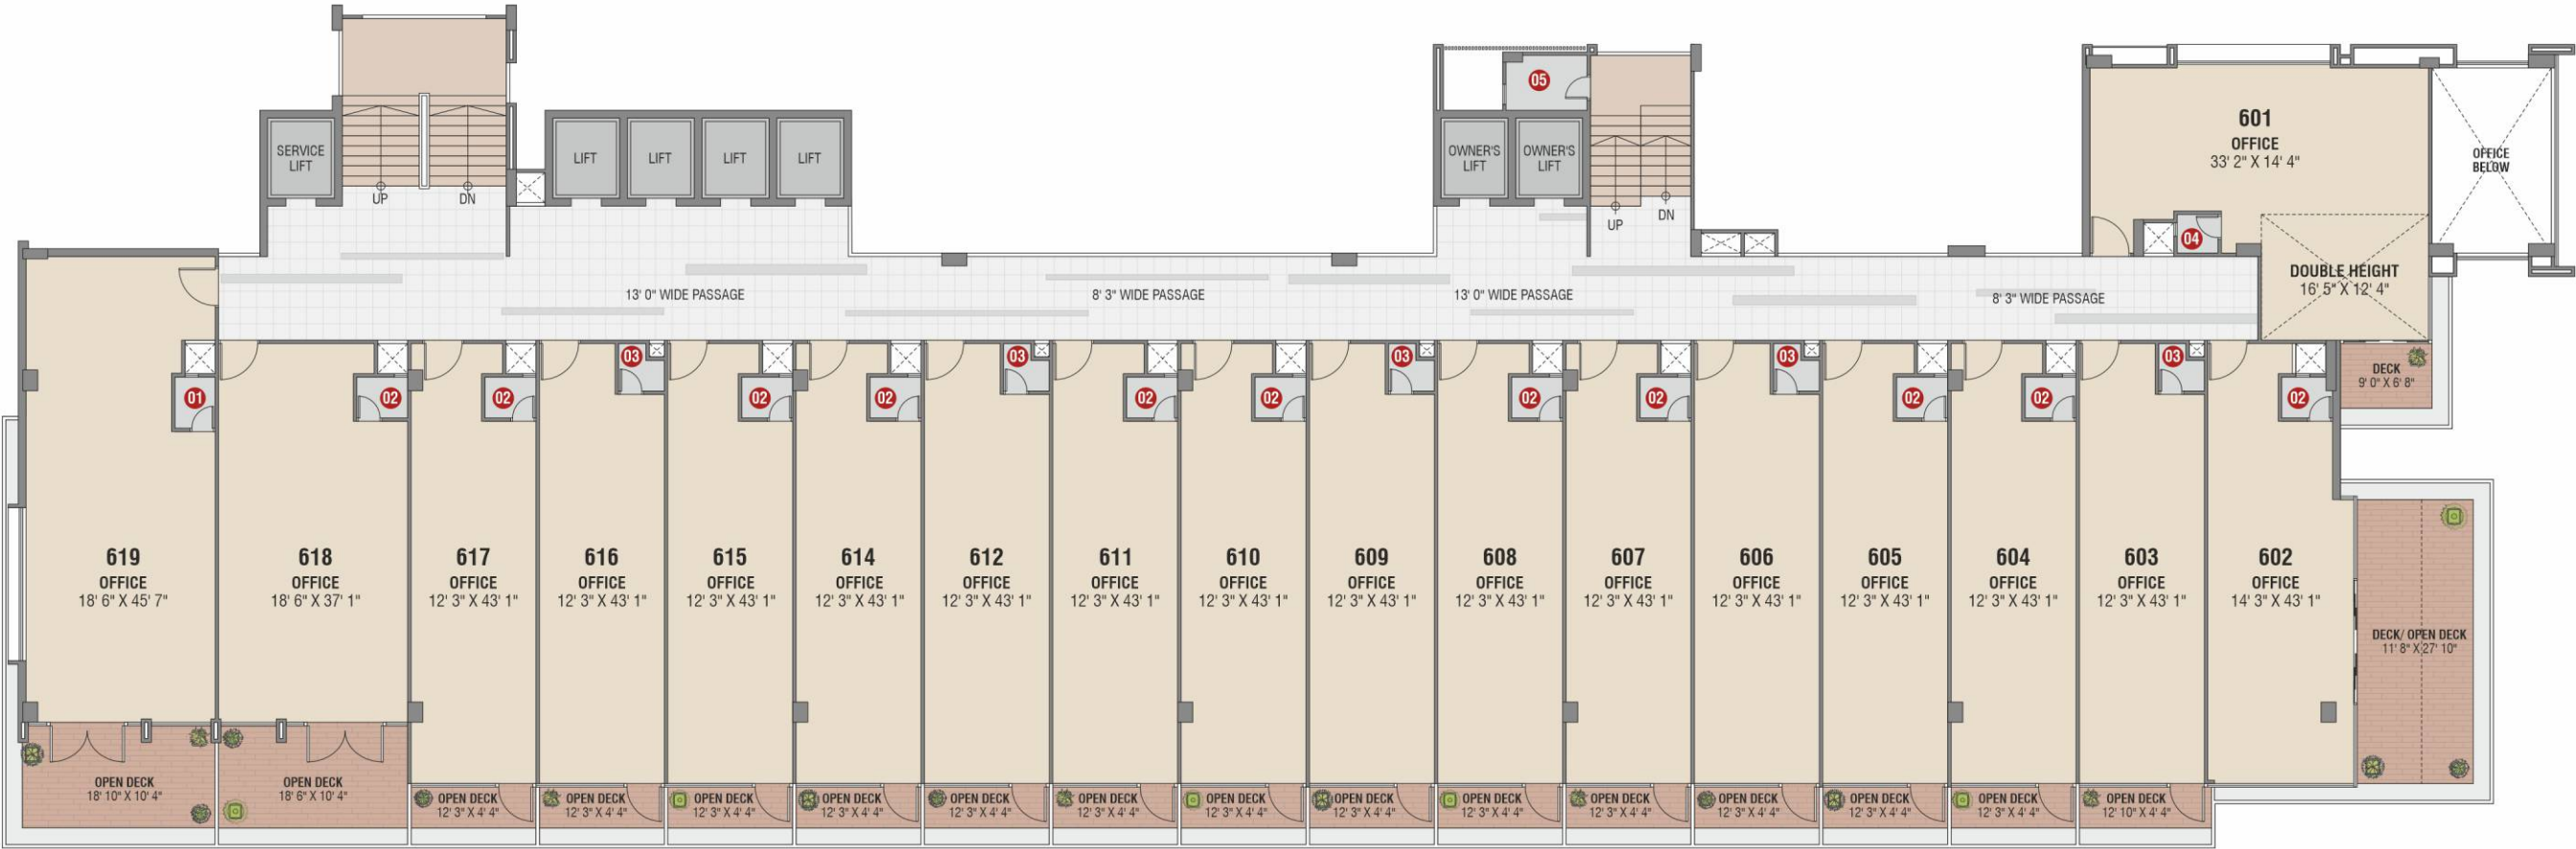 05
601
OFFICE
33' 2" X 14' 4"
OFFICE
BELOW
SERVICE
LIFT
LIFT
LIFT
LIFT
LIFT
OWNER'S
LIFT
OWNER'S
LIFT
UP
DN
UP
DN
04
DOUBLE HEIGHT
16' 5" X 12' 4"
13' 0" WIDE PASSAGE
8' 3" WIDE PASSAGE
13' 0" WIDE PASSAGE
8' 3" WIDE PASSAGE
03
03
03
03
03
DECK
9' 0" X 6' 8"
01
02
02
02
02
02
02
02
02
02
02
02
619
OFFICE
18' 6" X 45' 7"
618
OFFICE
18' 6" X 37' 1"
617
OFFICE
12' 3" X 43' 1"
616
OFFICE
12' 3" X 43' 1"
615
OFFICE
12' 3" X 43' 1"
614
OFFICE
12' 3" X 43' 1"
612
OFFICE
12' 3" X 43' 1"
611
OFFICE
12' 3" X 43' 1"
610
OFFICE
12' 3" X 43' 1"
609
OFFICE
12' 3" X 43' 1"
608
OFFICE
12' 3" X 43' 1"
607
OFFICE
12' 3" X 43' 1"
606
OFFICE
12' 3" X 43' 1"
605
OFFICE
12' 3" X 43' 1"
604
OFFICE
12' 3" X 43' 1"
603
OFFICE
12' 3" X 43' 1"
602
OFFICE
14' 3" X 43' 1"
DECK/ OPEN DECK
11' 8" X 27' 10"
OPEN DECK
18' 10" X 10' 4"
OPEN DECK
18' 6" X 10' 4"
OPEN DECK
12' 3" X 4' 4"
OPEN DECK
12' 3" X 4' 4"
OPEN DECK
12' 3" X 4' 4"
OPEN DECK
12' 3" X 4' 4"
OPEN DECK
12' 3" X 4' 4"
OPEN DECK
12' 3" X 4' 4"
OPEN DECK
12' 3" X 4' 4"
OPEN DECK
12' 3" X 4' 4"
OPEN DECK
12' 3" X 4' 4"
OPEN DECK
12' 3" X 4' 4"
OPEN DECK
12' 3" X 4' 4"
OPEN DECK
12' 3" X 4' 4"
OPEN DECK
12' 3" X 4' 4"
OPEN DECK
12' 10" X 4' 4"